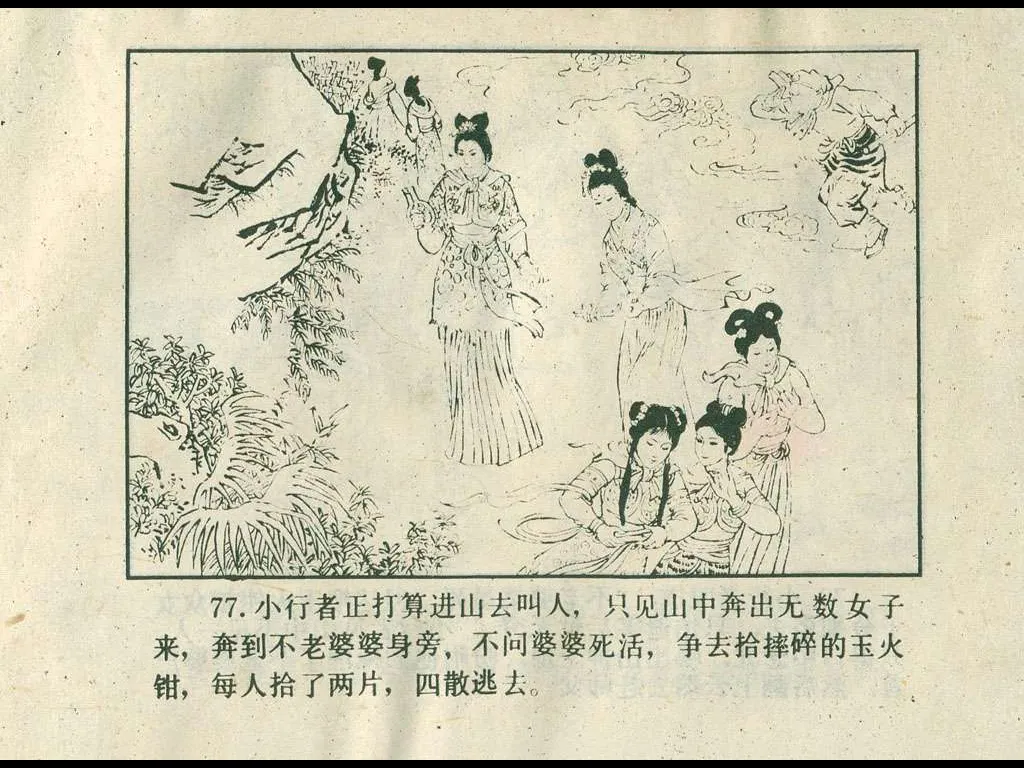 77. 小行者正打算进山去叫人，只见山中奔出无数女子
来，奔到不老婆婆身旁，不问婆婆死活，争去拾摔碎的玉火
钳，每人拾了两片，四散逃去。